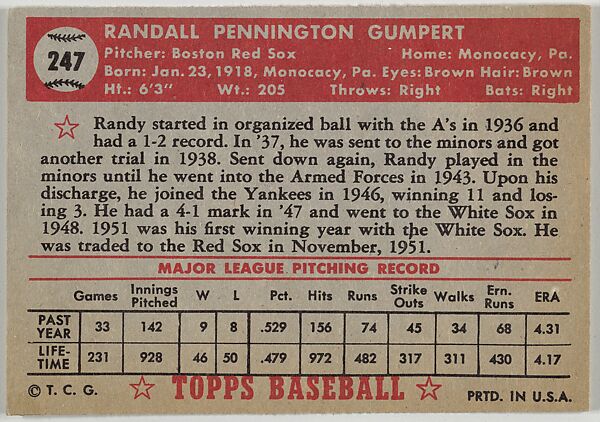 247
RANDALL PENNINGTON GUMPERT
Pitcher: Boston Red Sox Home: Monocacy, Pa.
Born: Jan. 23, 1918, Monocacy, Pa. Eyes: Brown Hair: Brown
Ht.: 6'3" Wt.: 205 Throws: Right Bats: Right
Randy started in organized ball with the A's in 1936 and
had a 1-2 record. In '37, he was sent to the minors and got
another trial in 1938. Sent down again, Randy played in the
minors until he went into the Armed Forces in 1943. Upon his
discharge, he joined the Yankees in 1946, winning 11 and los-
ing 3. He had a 4-1 mark in '47 and went to the White Sox in
1948. 1951 was his first winning year with the White Sox. He
was traded to the Red Sox in November, 1951.
MAJOR LEAGUE PITCHING RECORD
Games Innings Pitched W L Pct. Hits Runs Strike Outs Walks Ern. Runs ERA
PAST YEAR 33 142 9 8 .529 156 74 45 34 68 4.31
LIFE-TIME 231 928 46 50 .479 972 482 317 311 430 4.17
© T. C. G. TOPPS BASEBALL PRTD. IN U.S.A.